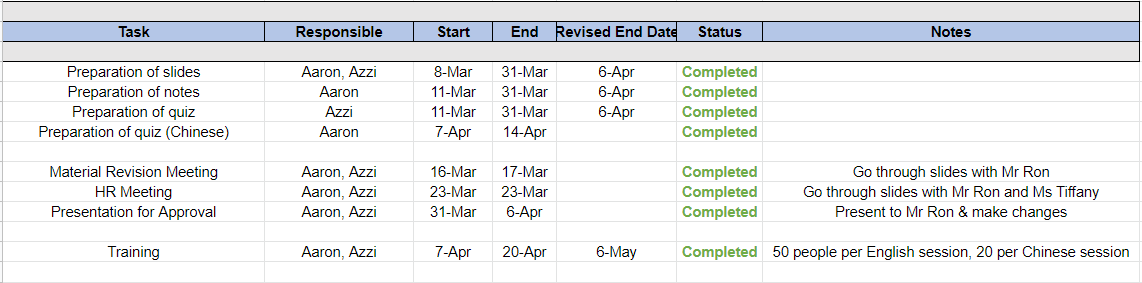 Task Responsible Start End Revised End Date Status Notes
Preparation of slides Aaron, Azzi 8-Mar 31-Mar 6-Apr Completed
Preparation of notes Aaron 11-Mar 31-Mar 6-Apr Completed
Preparation of quiz Azzi 11-Mar 31-Mar 6-Apr Completed
Preparation of quiz (Chinese) Aaron 7-Apr 14-Apr Completed
Material Revision Meeting Aaron, Azzi 16-Mar 17-Mar Completed Go through slides with Mr Ron
HR Meeting Aaron, Azzi 23-Mar 23-Mar Completed Go through slides with Mr Ron and Ms Tiffany
Presentation for Approval Aaron, Azzi 31-Mar 6-Apr Completed Present to Mr Ron & make changes
Training Aaron, Azzi 7-Apr 20-Apr 6-May Completed 50 people per English session, 20 per Chinese session